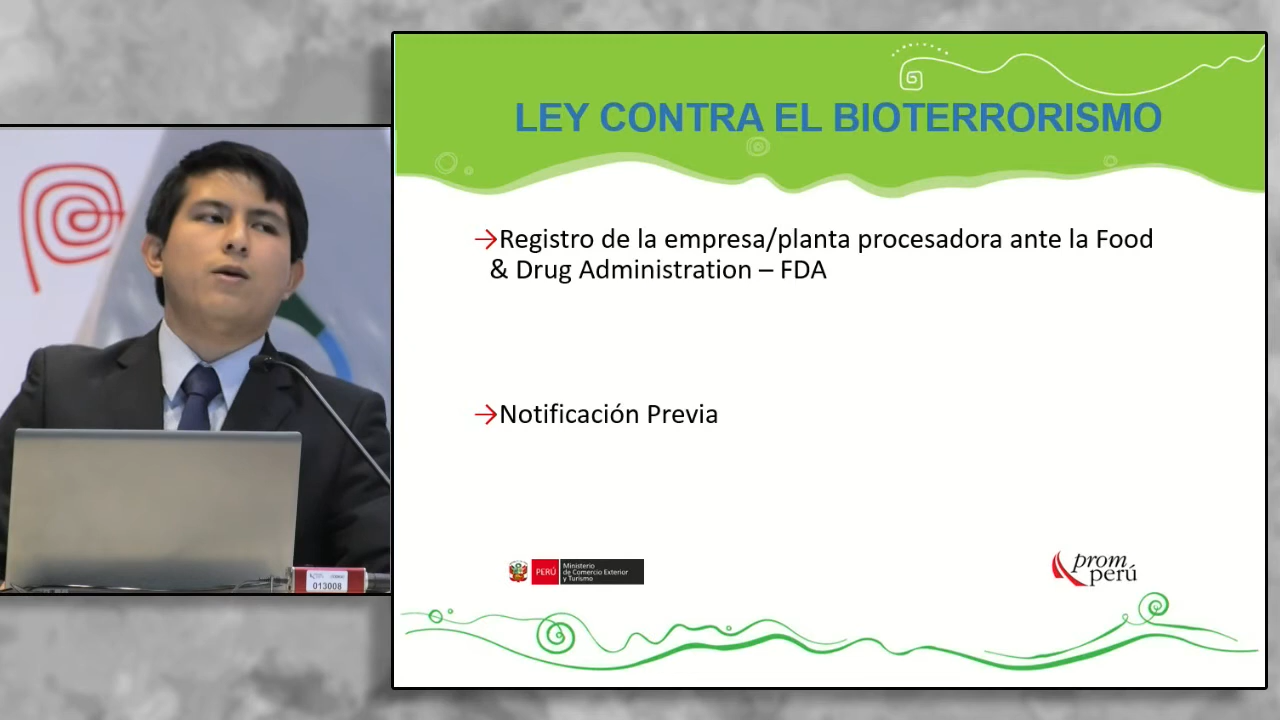 LEY CONTRA EL BIOTERRORISMO
→Registro de la empresa/planta procesadora ante la Food
& Drug Administration – FDA
→Notificación Previa
PERÚ
Ministerio
de Comercio Exterior
y Turismo
prom
perú
013008